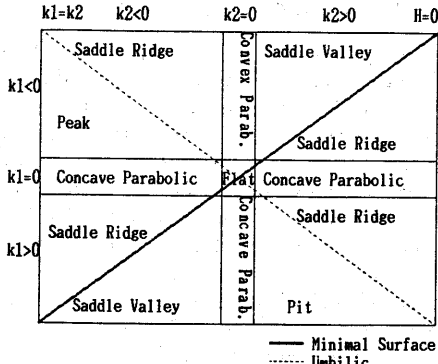 k1=k2 k2<0 k2=0 k2>0 H=0
Saddle Ridge
Convex Parab.
Saddle Valley
k1<0
Peak
Saddle Ridge
k1=0
Concave Parabolic
Flat
Concave Parabolic
Saddle Ridge
Concave Parab.
Saddle Ridge
k1>0
Saddle Valley
Pit
Minimal Surface
Umbilic